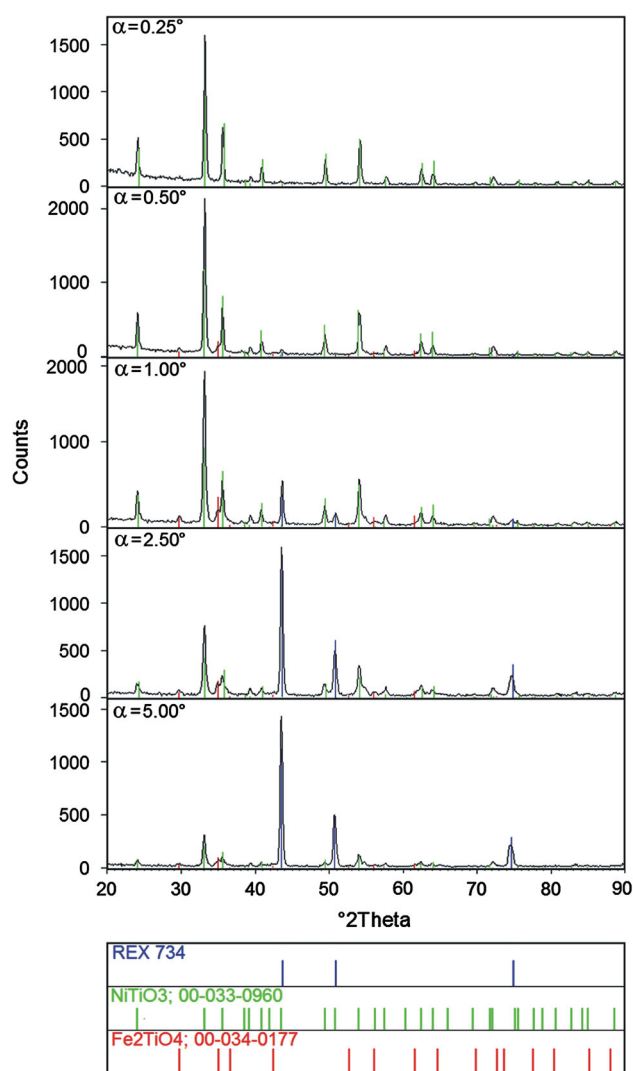 α=0.25°
1500
1000
500
0
α=0.50°
2000
1000
0
α=1.00°
2000
1000
0
α=2.50°
1500
1000
500
0
α=5.00°
1500
1000
500
0
Counts
20 30 40 50 60 70 80 90
°2Theta
REX 734
NiTiO3; 00-033-0960
Fe2TiO4; 00-034-0177